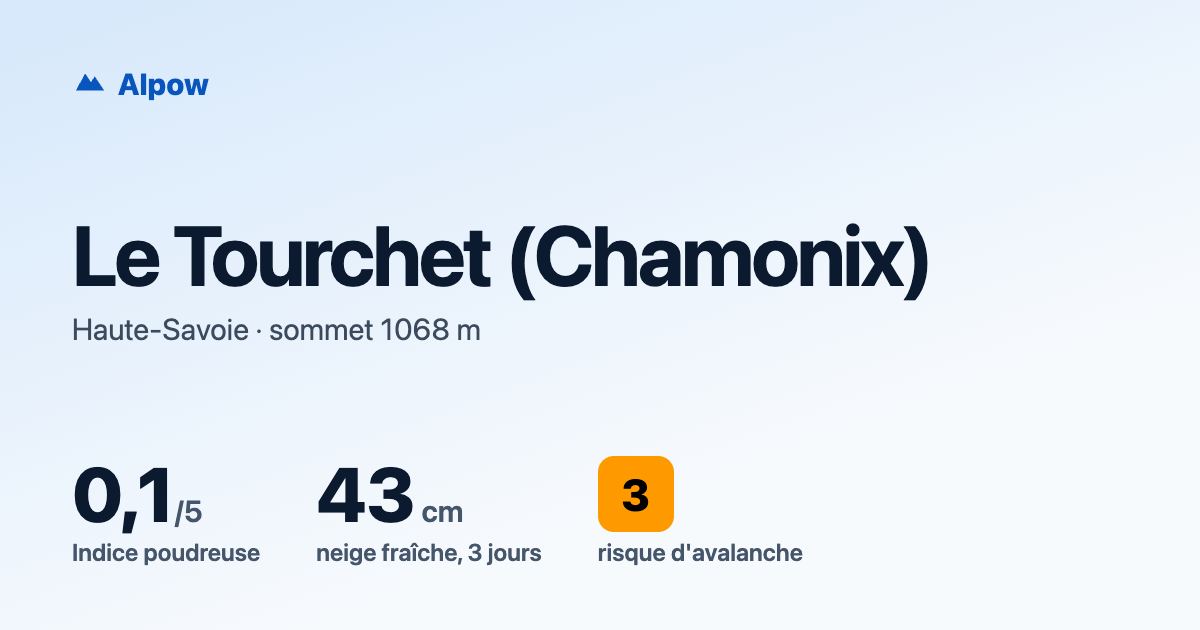 Alpow
Le Tourchet (Chamonix)
Haute-Savoie · sommet 1068 m
0,1/5
Indice poudreuse
43 cm
neige fraîche, 3 jours
3
risque d'avalanche